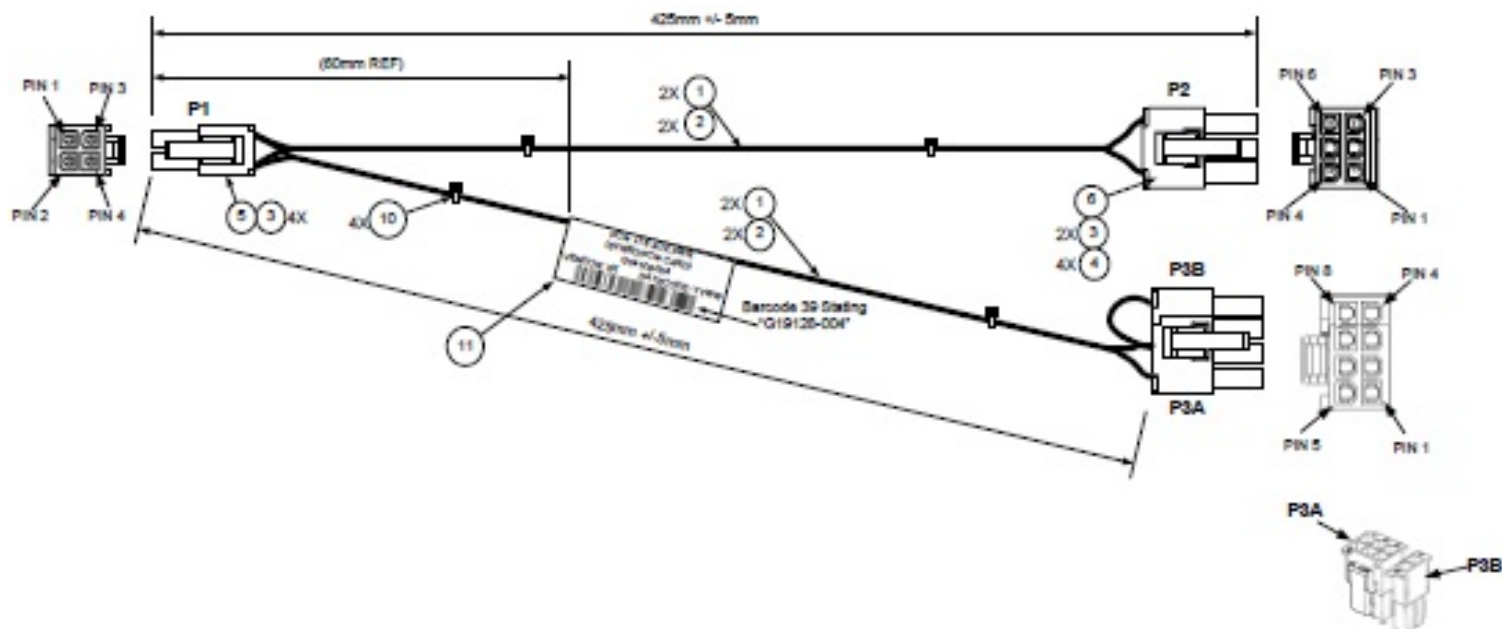 425mm +/- 5mm
(60mm REF)
PIN 1
PIN 3
P1
PIN 2
PIN 4
5
3
4X
4X
10
2X
1
2X
2
P2
PIN 6
PIN 3
PIN 4
PIN 1
6
2X
3
4X
4
2X
1
2X
2
Barcode 39 Stating
"G19128-004"
11
425mm +/-5mm
P3B
P3A
PIN 8
PIN 4
PIN 5
PIN 1
P3A
P3B